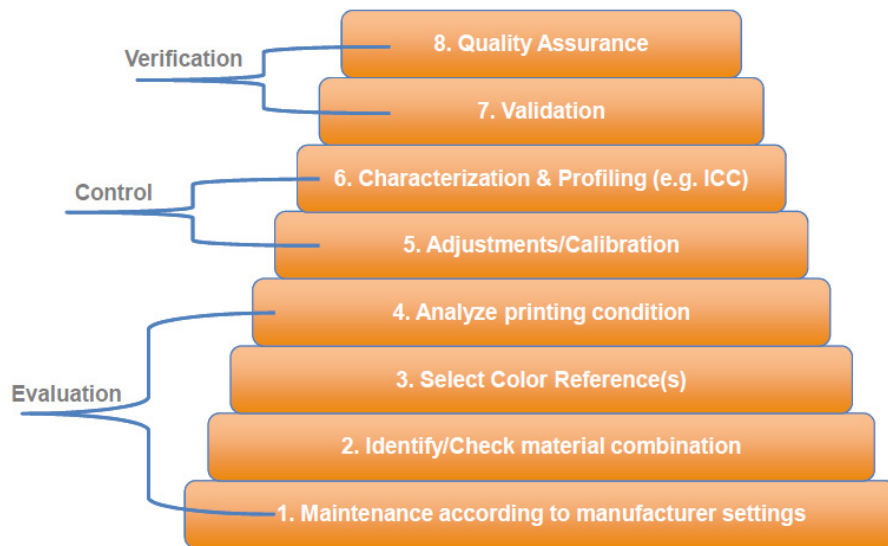 8. Quality Assurance
Verification
7. Validation
6. Characterization & Profiling (e.g. ICC)
Control
5. Adjustments/Calibration
4. Analyze printing condition
3. Select Color Reference(s)
Evaluation
2. Identify/Check material combination
1. Maintenance according to manufacturer settings